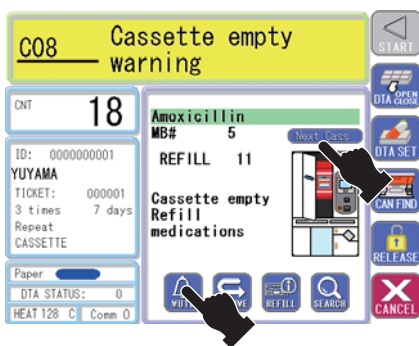 C08 Cassette empty
warning
START
DTA OPEN
CLOSE
CNT 18
DTA SET
ID: 0000000001
YUYAMA
TICKET: 000001
3 times 7 days
Repeat
CASSETTE
Amoxicillin
MB# 5
Next Cass
REFILL 11
Cassette empty
Refill
medications
CAN FIND
RELEASE
Paper
DTA STATUS: 0
HEAT 128 C Comm 0
MUTE
REFILL
SEARCH
CANCEL